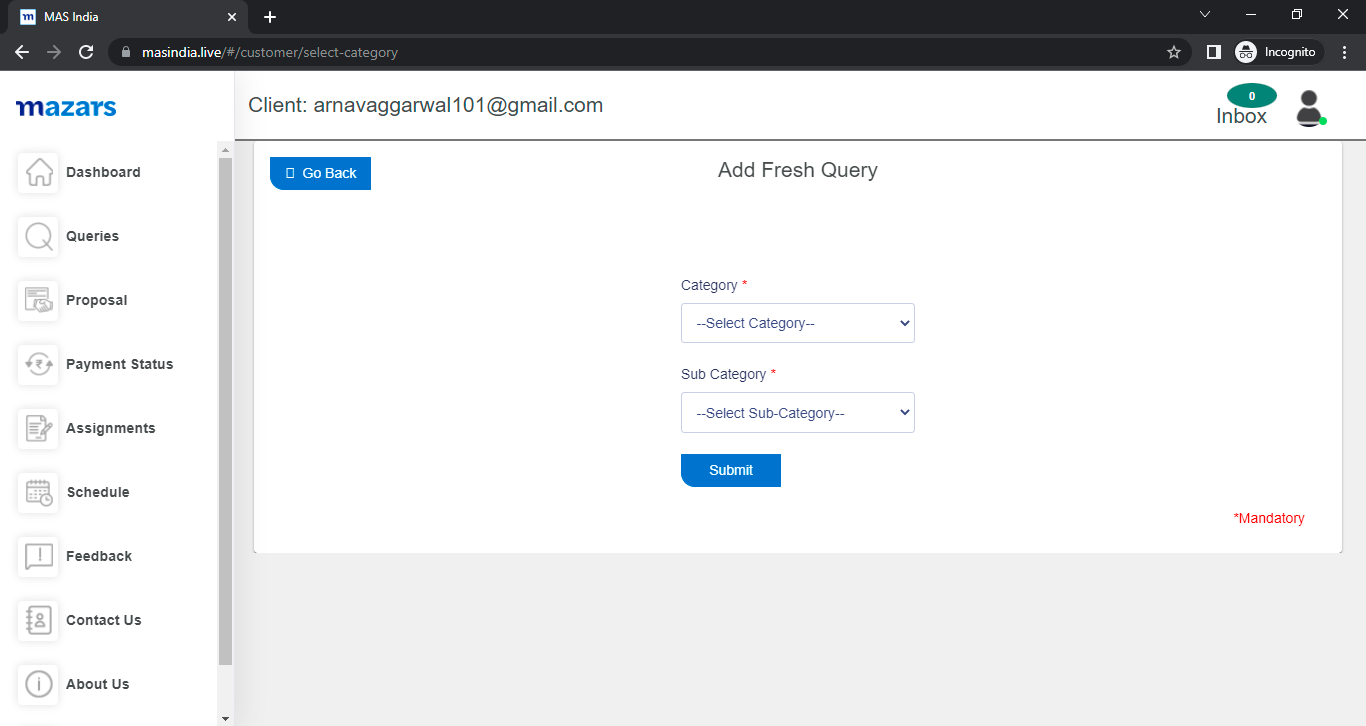 MAS India
masindia.live/#/customer/select-category
Incognito
mazars
Client: arnavaggarwal101@gmail.com
0
Inbox
Dashboard
Queries
Proposal
Payment Status
Assignments
Schedule
Feedback
Contact Us
About Us
Go Back
Add Fresh Query
Category *
--Select Category--
Sub Category *
--Select Sub-Category--
Submit
*Mandatory